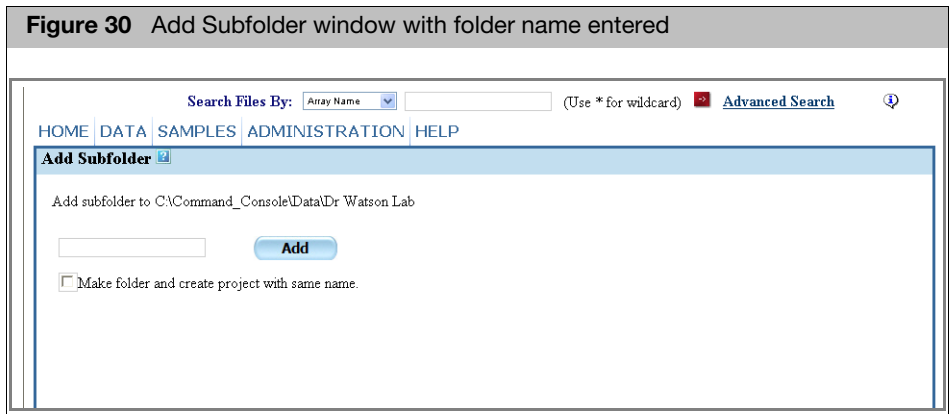 Figure 30 Add Subfolder window with folder name entered
Search Files By: Array Name (Use * for wildcard) Advanced Search
HOME DATA SAMPLES ADMINISTRATION HELP
Add Subfolder ?
Add subfolder to C:\Command_Console\Data\Dr Watson Lab
Add
Make folder and create project with same name.